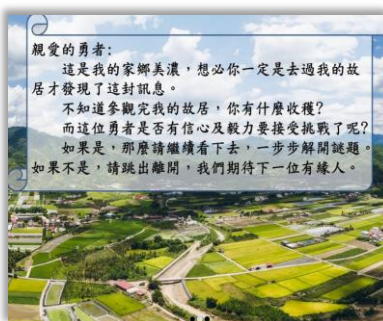 親愛的勇者:
這是我的家鄉美濃，想必你一定是去過我的故
居才發現了這封訊息。
不知道參觀完我的故居，你有什麼收穫?
而這位勇者是否有信心及毅力要接受挑戰了呢?
如果是，那麼請繼續看下去，一步步解開謎題。
如果不是，請跳出離開，我們期待下一位有緣人。